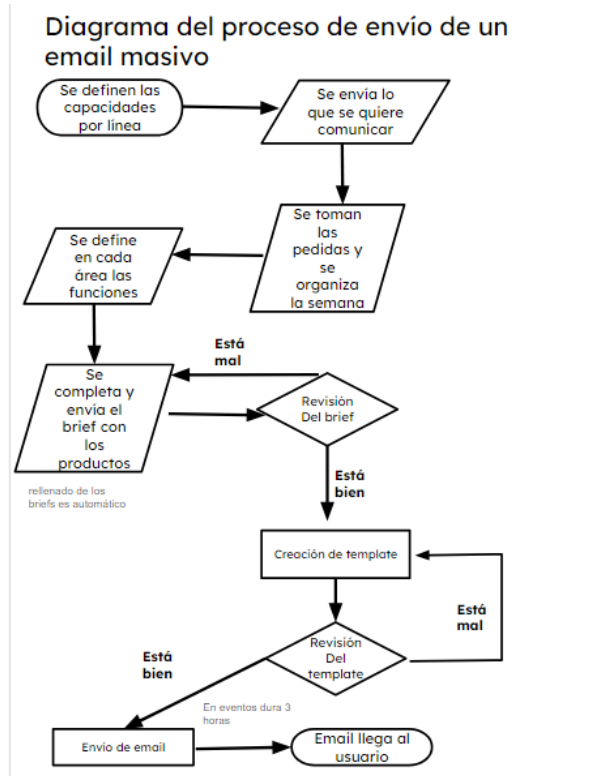 Diagrama del proceso de envío de un
email masivo
Se definen las
capacidades
por línea
Se envía lo
que se quiere
comunicar
Se toman
las
pedidas y
se
organiza
la semana
Se define
en cada
área las
funciones
Está
mal
Se
completa y
envía el
brief con
los
productos
Revisión
Del brief
rellenado de los
briefs es automático
Está
bien
Creación de template
Está
mal
Revisión
Del
template
Está
bien
En eventos dura 3
horas
Envio de email
Email llega al
usuario